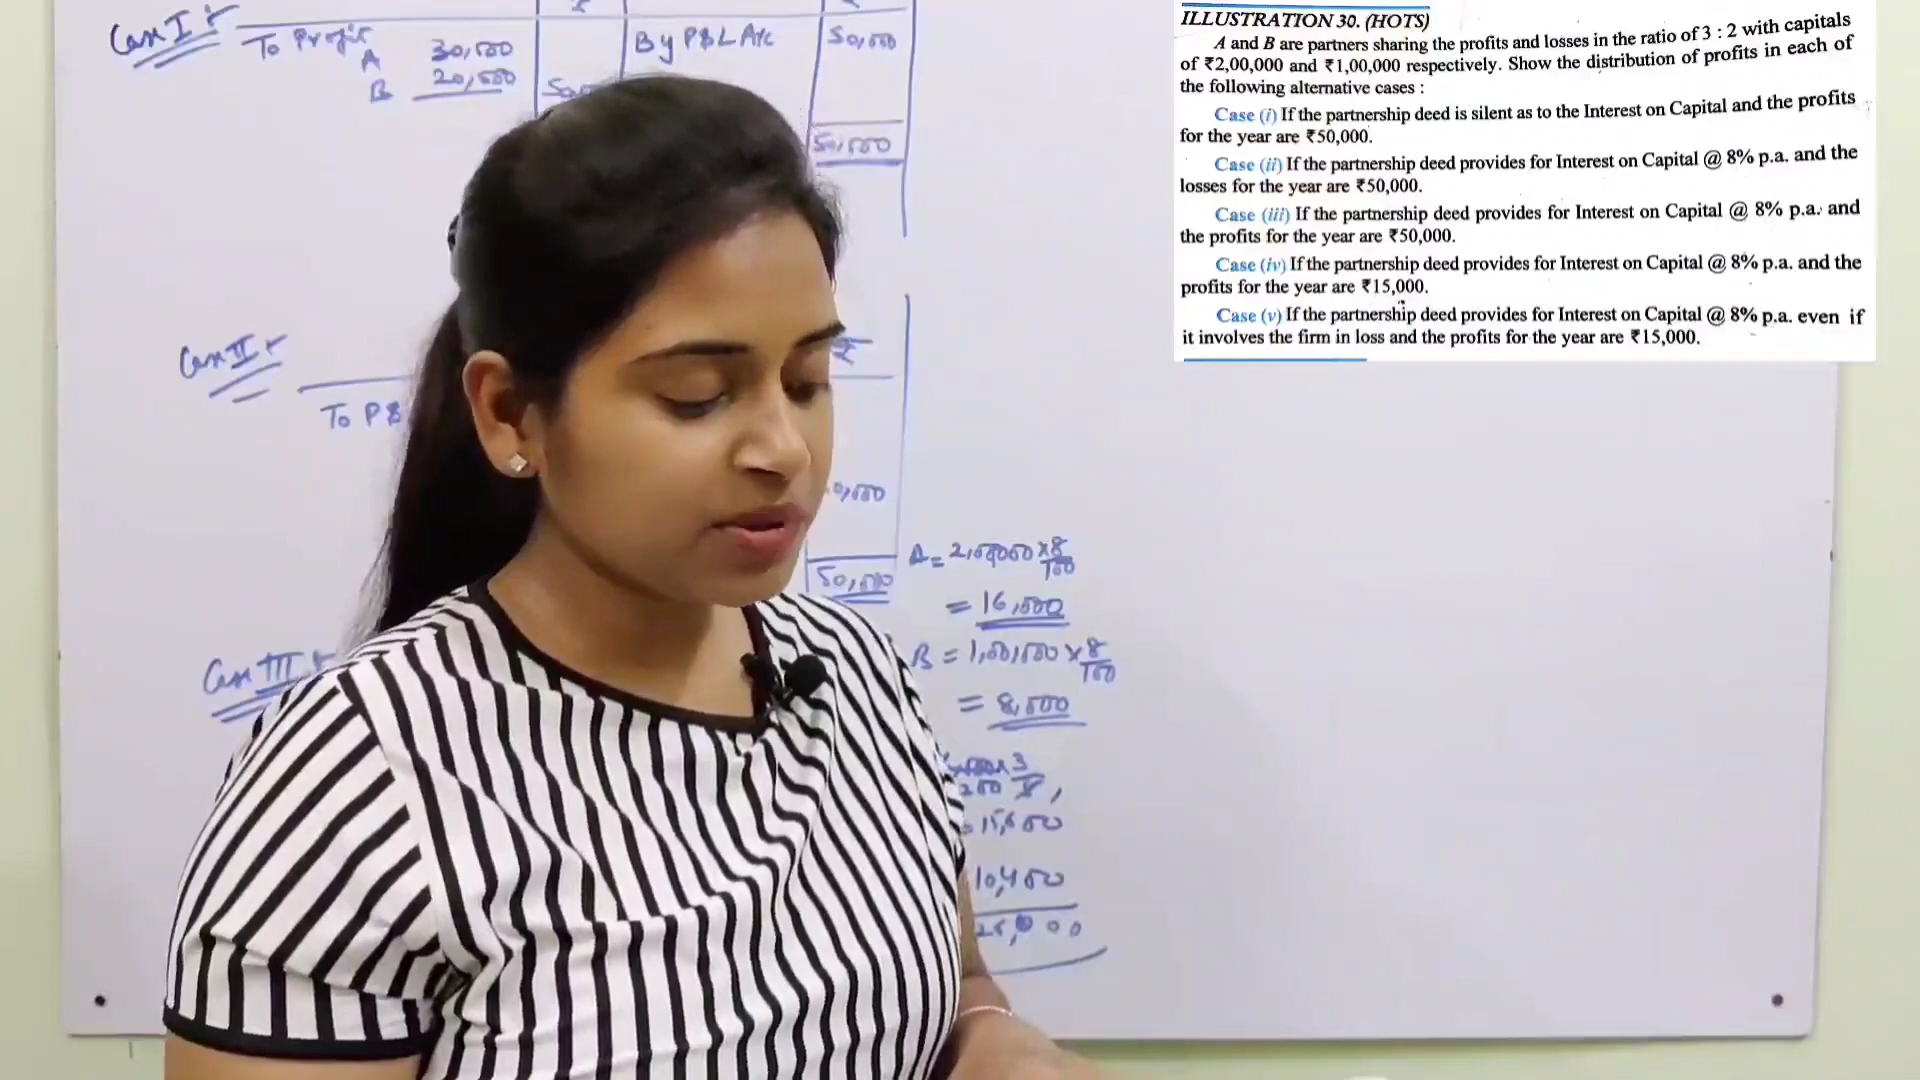 ILLUSTRATION 30. (HOTS)
A and B are partners sharing the profits and losses in the ratio of 3 : 2 with capitals
of ₹2,00,000 and ₹1,00,000 respectively. Show the distribution of profits in each of
the following alternative cases :
Case (i) If the partnership deed is silent as to the Interest on Capital and the profits
for the year are ₹50,000.
Case (ii) If the partnership deed provides for Interest on Capital @ 8% p.a. and the
losses for the year are ₹50,000.
Case (iii) If the partnership deed provides for Interest on Capital @ 8% p.a. and
the profits for the year are ₹50,000.
Case (iv) If the partnership deed provides for Interest on Capital @ 8% p.a. and the
profits for the year are ₹15,000.
Case (v) If the partnership deed provides for Interest on Capital @ 8% p.a. even if
it involves the firm in loss and the profits for the year are ₹15,000.
Case I
To Profit By P&L A/c 50,000
A 30,000
B 20,000
50,000
Case II ₹
To P&
50,000
A = 2,00,000 × 8/100
= 16,000
B = 1,00,000 × 8/100
= 8,000
Case III
× 3
= 15,600
10,400